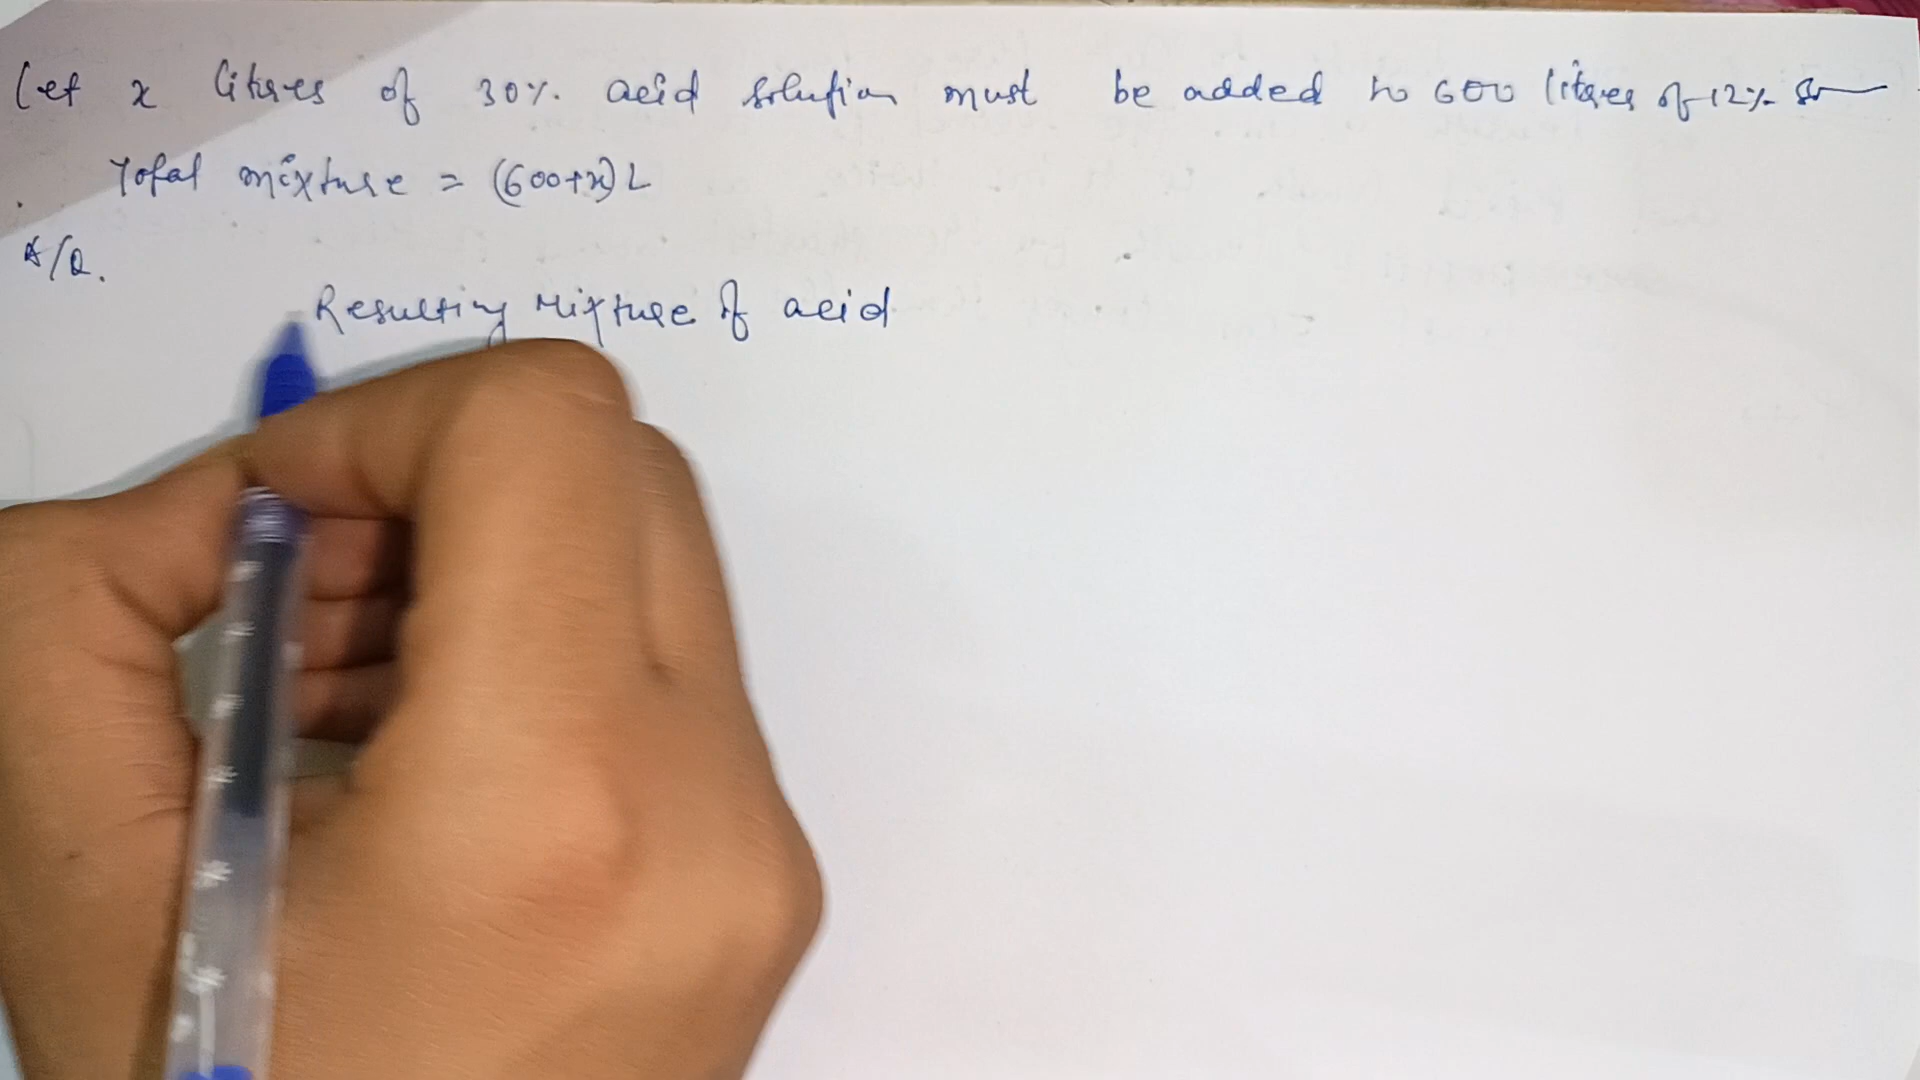 Let x litres of 30% acid solution must be added to 600 litres of 12%
Total mixture = (600+x) L
A/Q.
Resulting Mixture of acid